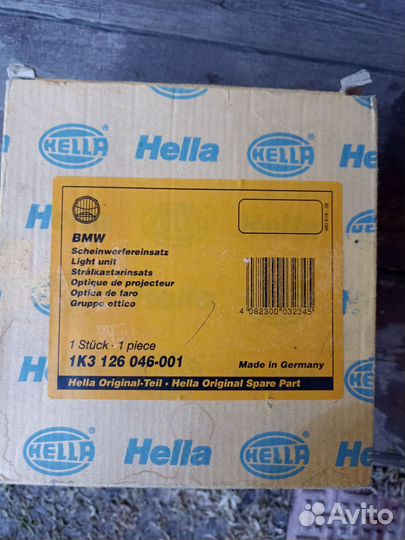 HELLA Hella HELLA He
BMW
Scheinwerfereinsatz
Light unit
Strålkastarinsats
Optique de projecteur
Optica de faro
Gruppo ottico
4 082300 032345
1 Stück · 1 piece
1K3 126 046-001
Made in Germany
Hella Original-Teil · Hella Original Spare Part
HELLA Hella HELLA He
Avito